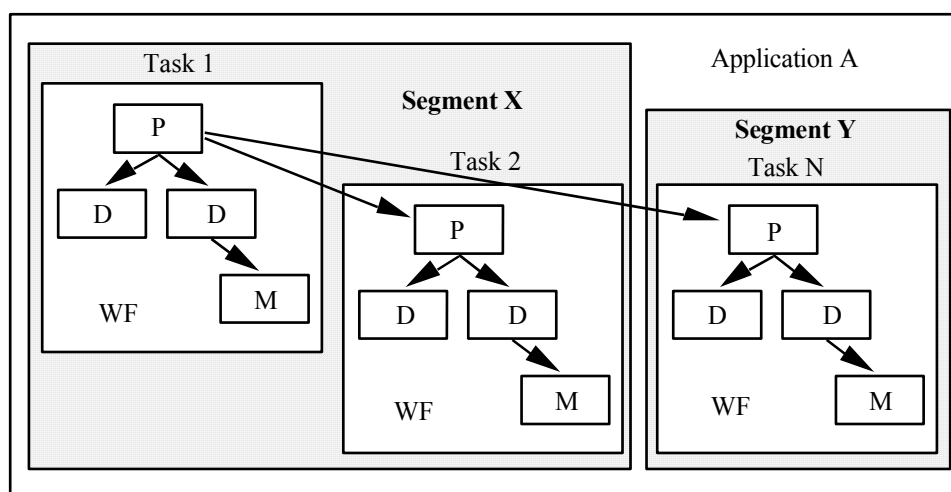 Application A
Task 1
Segment X
P
D
D
M
WF
Task 2
P
D
D
M
WF
Segment Y
Task N
P
D
D
M
WF